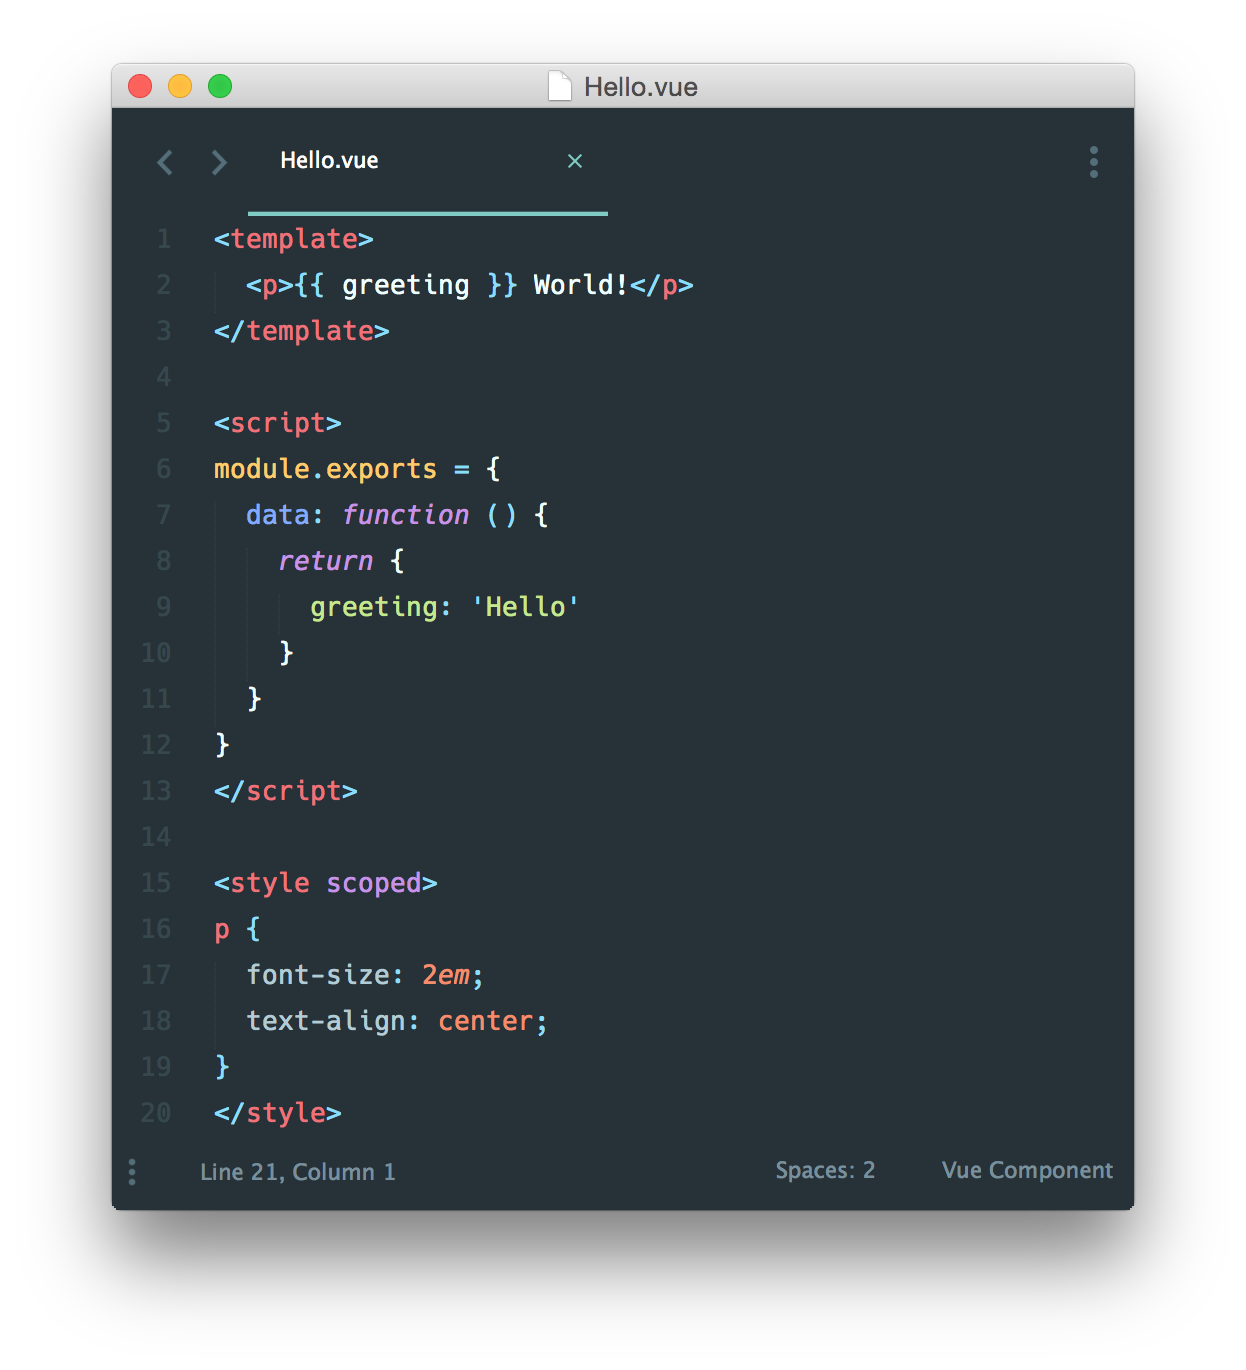 Hello.vue
Hello.vue ×
1 <template>
2   <p>{{ greeting }} World!</p>
3 </template>
4
5 <script>
6 module.exports = {
7   data: function () {
8     return {
9       greeting: 'Hello'
10     }
11   }
12 }
13 </script>
14
15 <style scoped>
16 p {
17   font-size: 2em;
18   text-align: center;
19 }
20 </style>
Line 21, Column 1 Spaces: 2 Vue Component